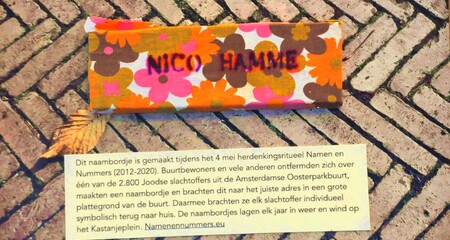 NICO HAMME
Dit naambordje is gemaakt tijdens het 4 mei herdenkingsritueel Namen en
Nummers (2012-2020). Buurtbewoners en vele anderen ontfermden zich over
één van de 2.800 Joodse slachtoffers uit de Amsterdamse Oosterparkbuurt,
maakten een naambordje en brachten dit naar het juiste adres in een grote
plattegrond van de buurt. Daarmee brachten ze elk slachtoffer individueel
symbolisch terug naar huis. De naambordjes lagen elk jaar in weer en wind op
het Kastanjeplein. Namenennummers.eu